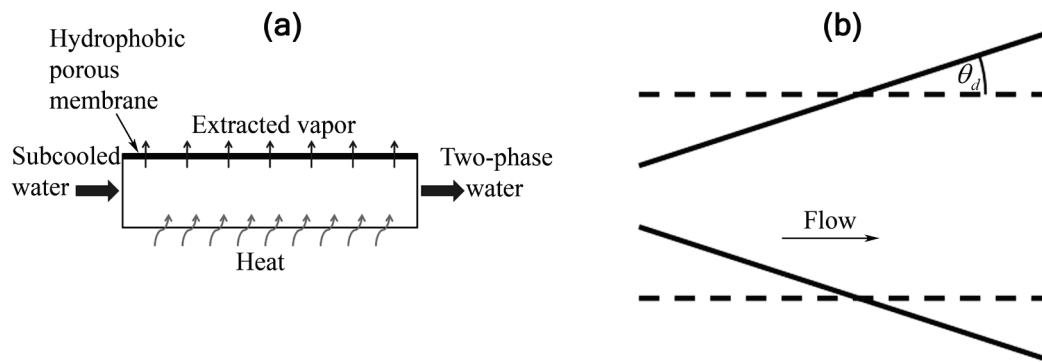 (a)
Hydrophobic
porous
membrane
Extracted vapor
Subcooled
water
Two-phase
water
Heat
(b)
θd
Flow